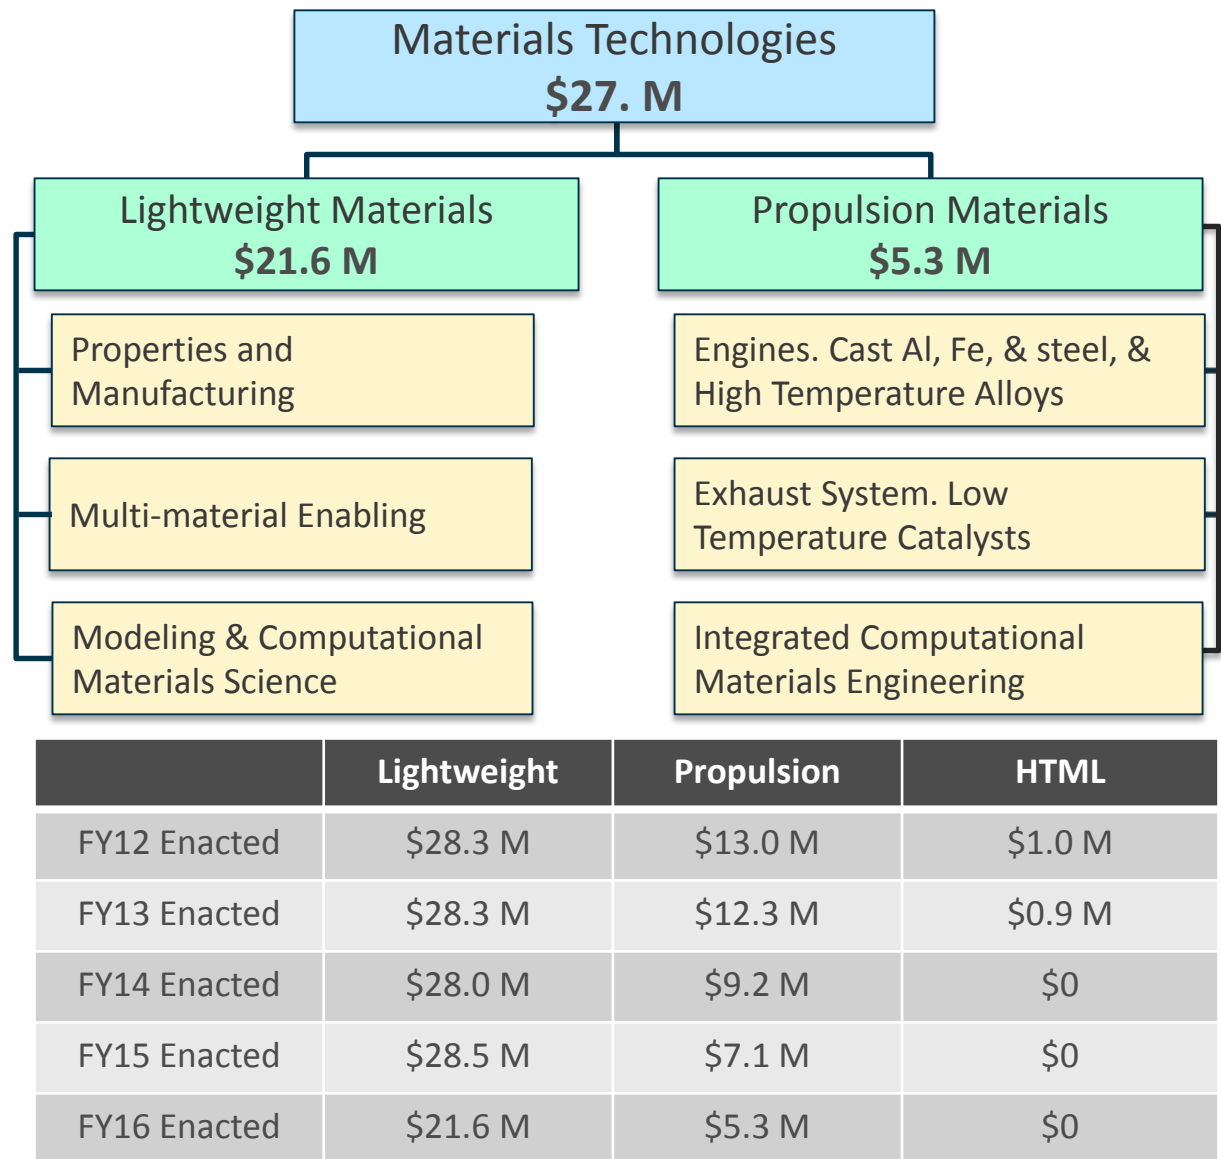 Materials Technologies
$27. M
Lightweight Materials
$21.6 M
Properties and
Manufacturing
Multi-material Enabling
Modeling & Computational
Materials Science
Propulsion Materials
$5.3 M
Engines. Cast Al, Fe, & steel, &
High Temperature Alloys
Exhaust System. Low
Temperature Catalysts
Integrated Computational
Materials Engineering
Lightweight Propulsion HTML
FY12 Enacted $28.3 M $13.0 M $1.0 M
FY13 Enacted $28.3 M $12.3 M $0.9 M
FY14 Enacted $28.0 M $9.2 M $0
FY15 Enacted $28.5 M $7.1 M $0
FY16 Enacted $21.6 M $5.3 M $0